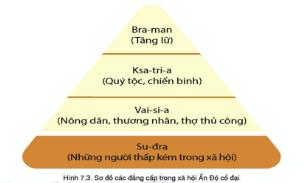 Bra-man
(Tăng lữ)
Ksa-tri-a
(Quý tộc, chiến binh)
Vai-si-a
(Nông dân, thương nhân, thợ thủ công)
Su-đra
(Những người thấp kém trong xã hội)
Hình 7.3. Sơ đồ các đẳng cấp trong xã hội Ấn Độ cổ đại